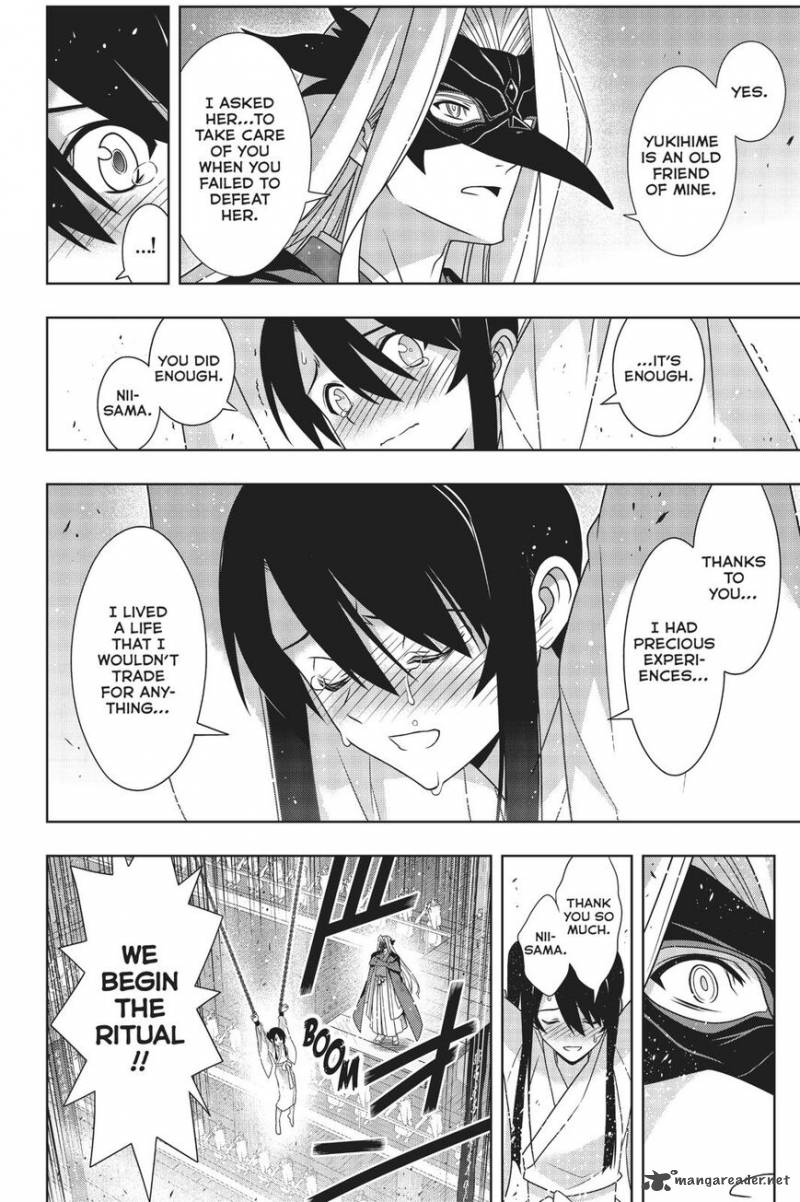 YES.
YUKIHIME
IS AN OLD
FRIEND
OF MINE.
I ASKED
HER...TO
TAKE CARE
OF YOU
WHEN YOU
FAILED TO
DEFEAT
HER.
...!
...IT'S
ENOUGH.
YOU DID
ENOUGH.
NII-
SAMA.
THANKS
TO
YOU...
I HAD
PRECIOUS
EXPERI-
ENCES...
I LIVED
A LIFE
THAT I
WOULDN'T
TRADE
FOR ANY-
THING...
THANK
YOU SO
MUCH.
NII-
SAMA.
WE
BEGIN
THE
RITUAL
!!
BOOM
mangareader.net